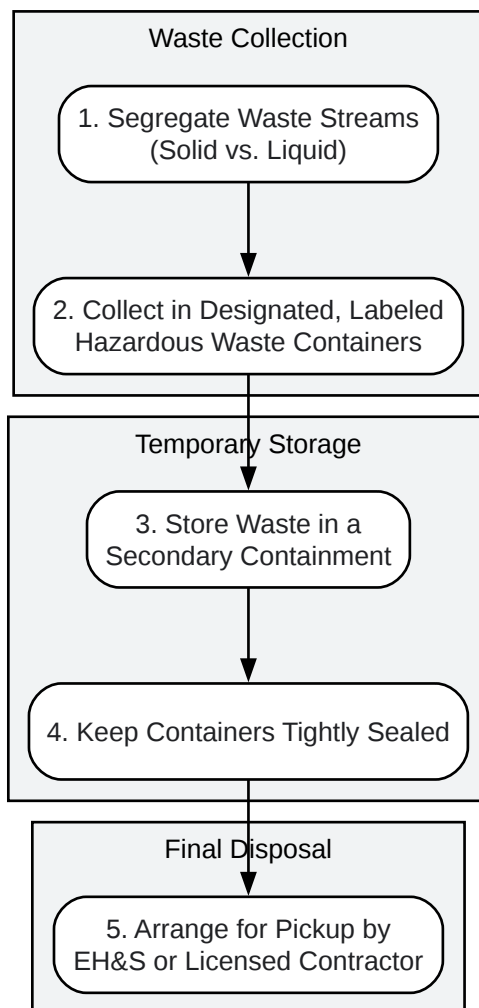 Waste Collection
1. Segregate Waste Streams
(Solid vs. Liquid)
2. Collect in Designated, Labeled
Hazardous Waste Containers
Temporary Storage
3. Store Waste in a
Secondary Containment
4. Keep Containers Tightly Sealed
Final Disposal
5. Arrange for Pickup by
EH&S or Licensed Contractor